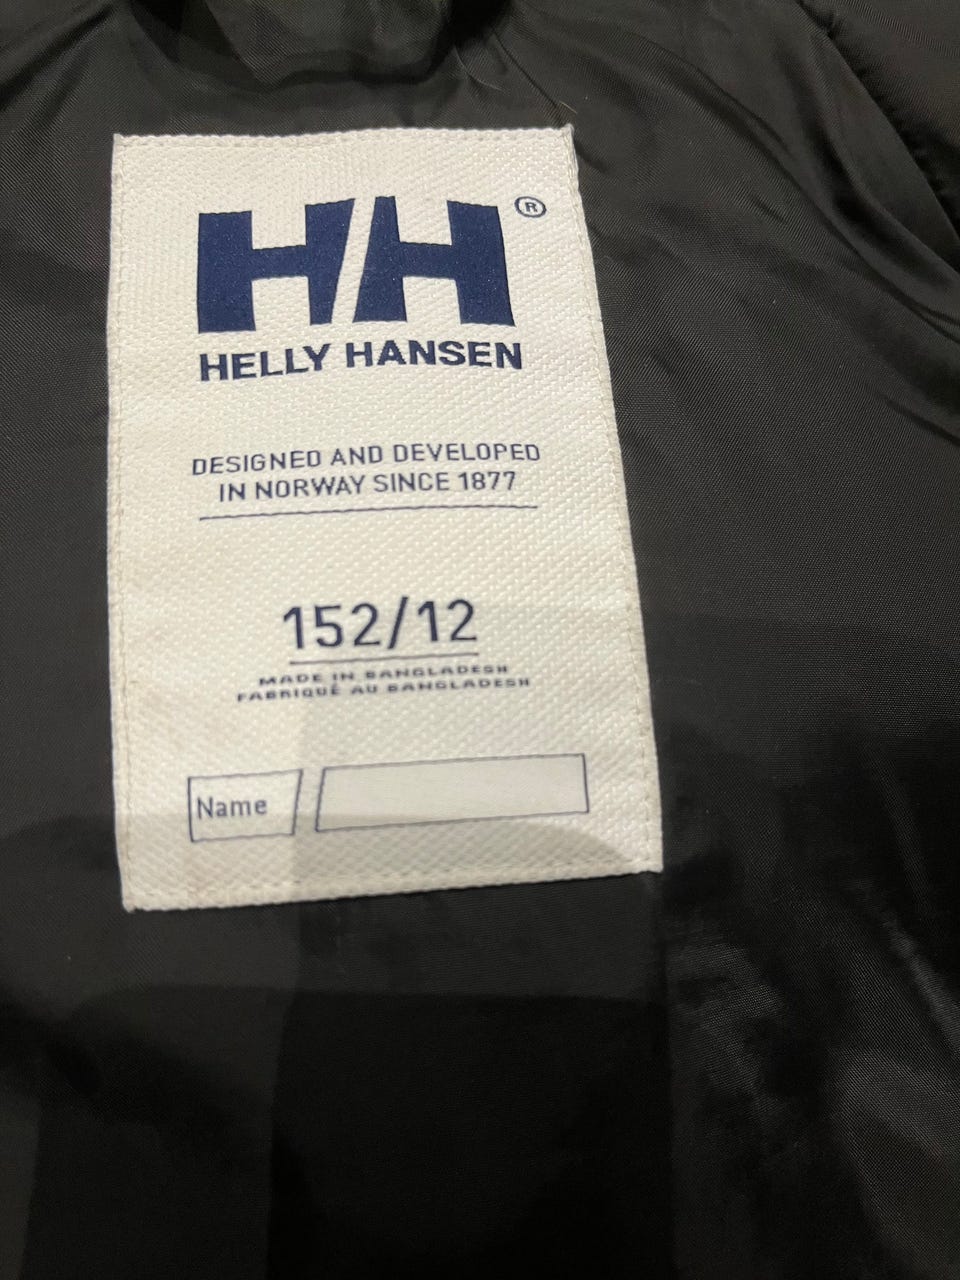 HH®
HELLY HANSEN
DESIGNED AND DEVELOPED
IN NORWAY SINCE 1877
152/12
MADE IN BANGLADESH
FABRIQUÉ AU BANGLADESH
Name